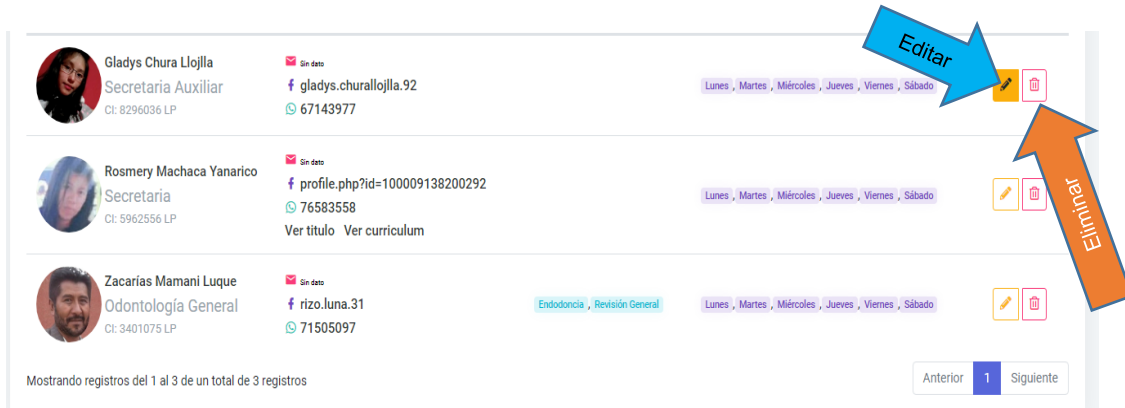 Editar
Gladys Chura Llojlla
Secretaria Auxiliar
CI: 8296036 LP
Sin dato
gladys.churallojlla.92
67143977
Lunes , Martes , Miércoles , Jueves , Viernes , Sábado
Eliminar
Rosmery Machaca Yanarico
Secretaria
CI: 5962556 LP
Sin dato
profile.php?id=100009138200292
76583558
Ver titulo Ver curriculum
Lunes , Martes , Miércoles , Jueves , Viernes , Sábado
Zacarías Mamani Luque
Odontología General
CI: 3401075 LP
Sin dato
rizo.luna.31
71505097
Endodoncia , Revisión General
Lunes , Martes , Miércoles , Jueves , Viernes , Sábado
Mostrando registros del 1 al 3 de un total de 3 registros
Anterior 1 Siguiente